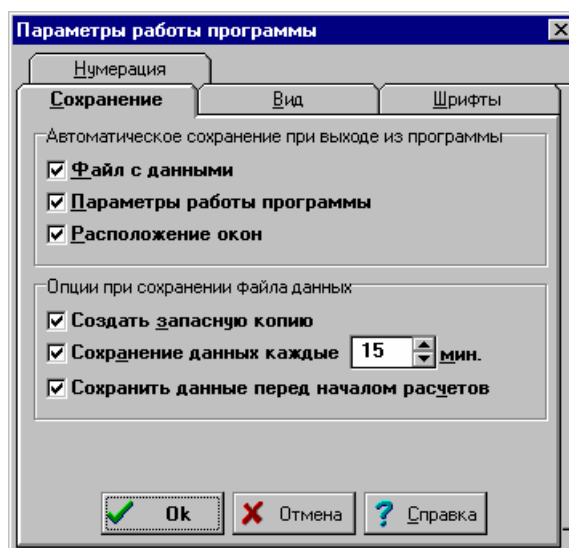 Параметры работы программы
Нумерация
Сохранение Вид Шрифты
Автоматическое сохранение при выходе из программы
Файл с данными
Параметры работы программы
Расположение окон
Опции при сохранении файла данных
Создать запасную копию
Сохранение данных каждые 15 мин.
Сохранить данные перед началом расчетов
Ok Отмена Справка